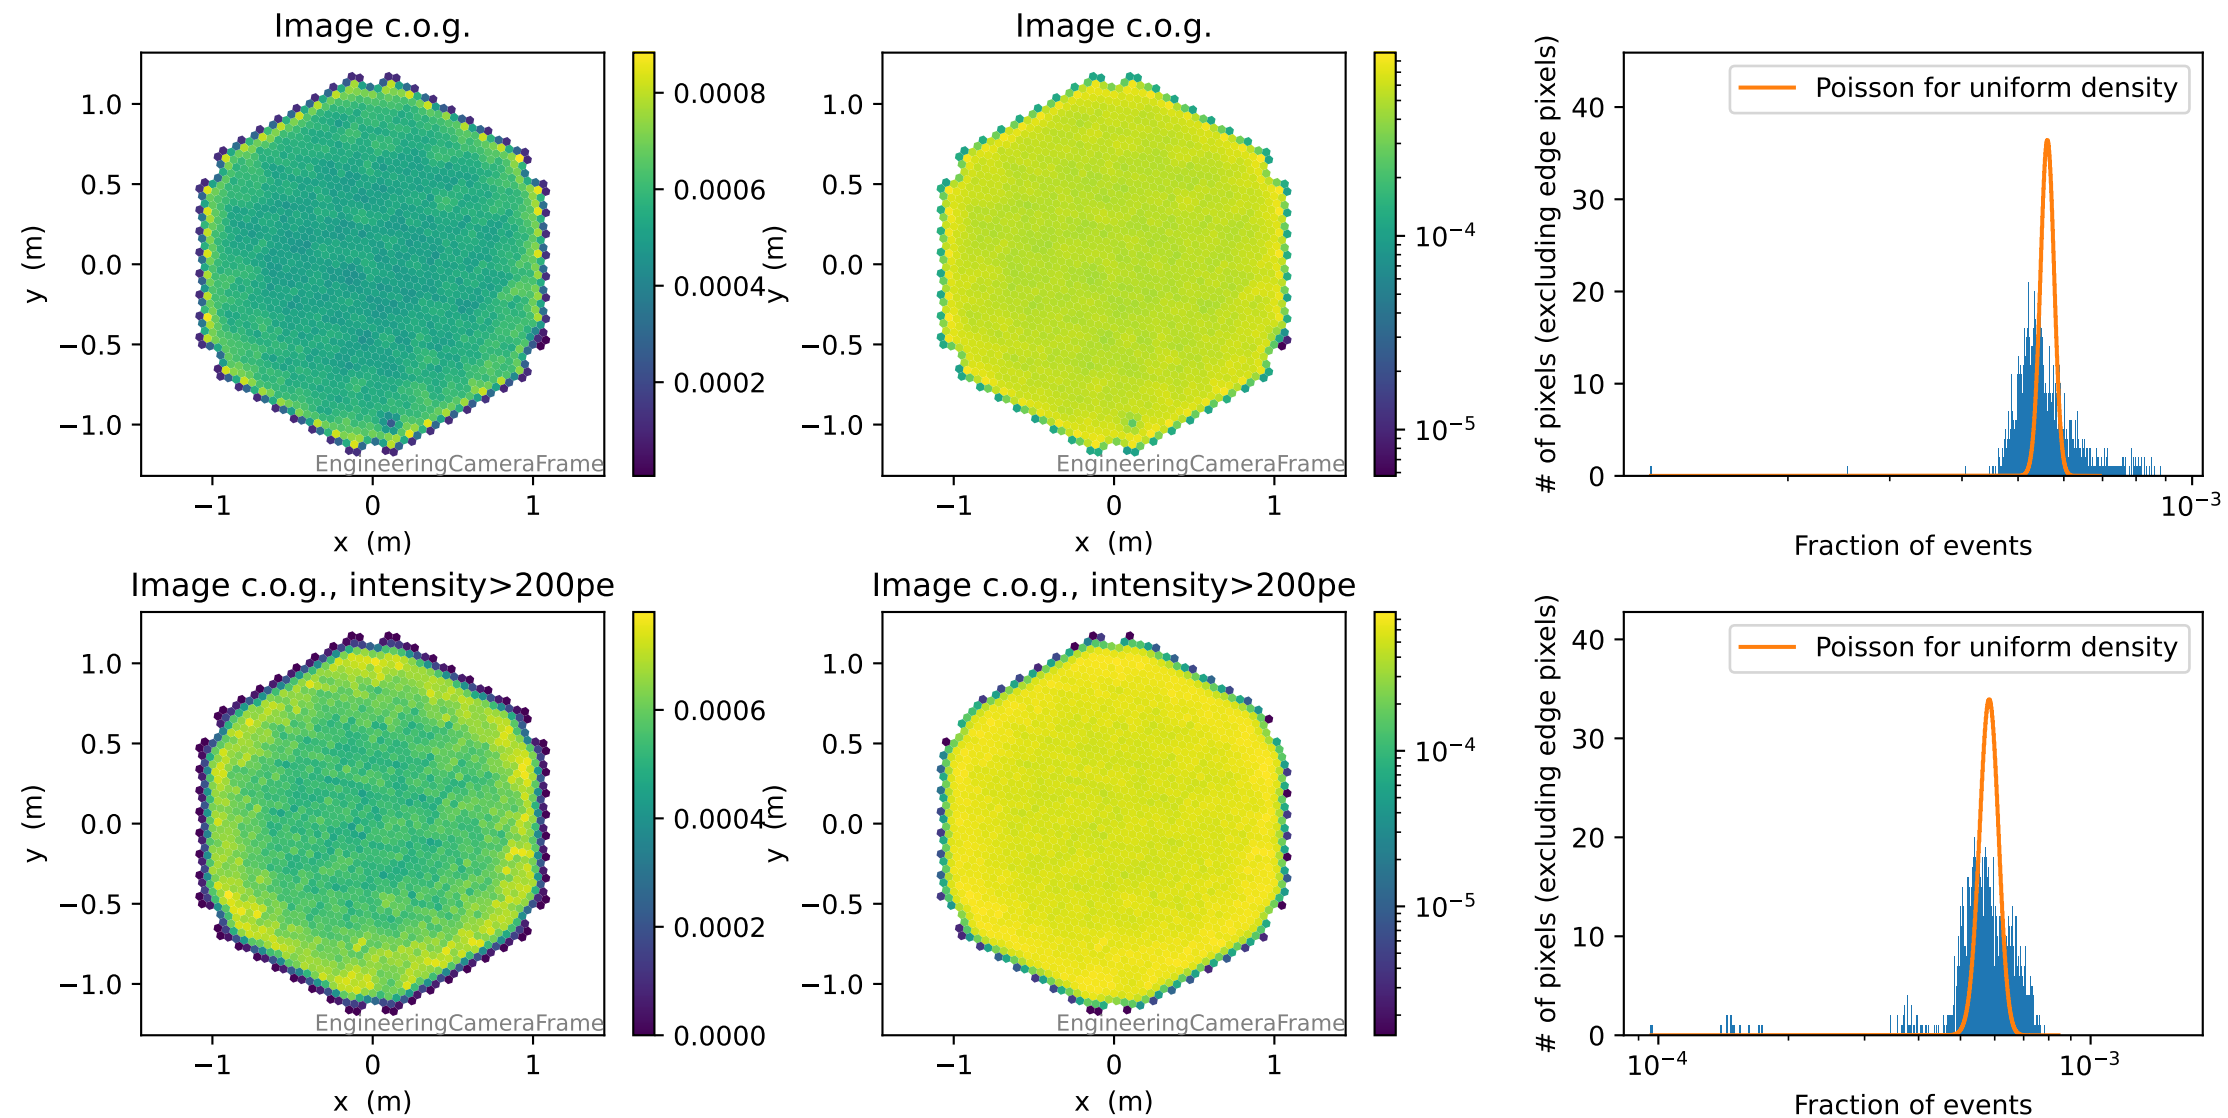 Image c.o.g.
1.0
0.5
0.0
−0.5
−1.0
y (m)
−1 0 1
x (m)
EngineeringCameraFrame
0.0008
0.0006
0.0004
0.0002
Image c.o.g.
1.0
0.5
0.0
−0.5
−1.0
y (m)
−1 0 1
x (m)
EngineeringCameraFrame
10⁻⁴
10⁻⁵
# of pixels (excluding edge pixels)
40
30
20
10
0
Poisson for uniform density
10⁻³
Fraction of events
Image c.o.g., intensity>200pe
1.0
0.5
0.0
−0.5
−1.0
y (m)
−1 0 1
x (m)
EngineeringCameraFrame
0.0006
0.0004
0.0002
0.0000
Image c.o.g., intensity>200pe
1.0
0.5
0.0
−0.5
−1.0
y (m)
−1 0 1
x (m)
EngineeringCameraFrame
10⁻⁴
10⁻⁵
# of pixels (excluding edge pixels)
40
30
20
10
0
Poisson for uniform density
10⁻⁴ 10⁻³
Fraction of events